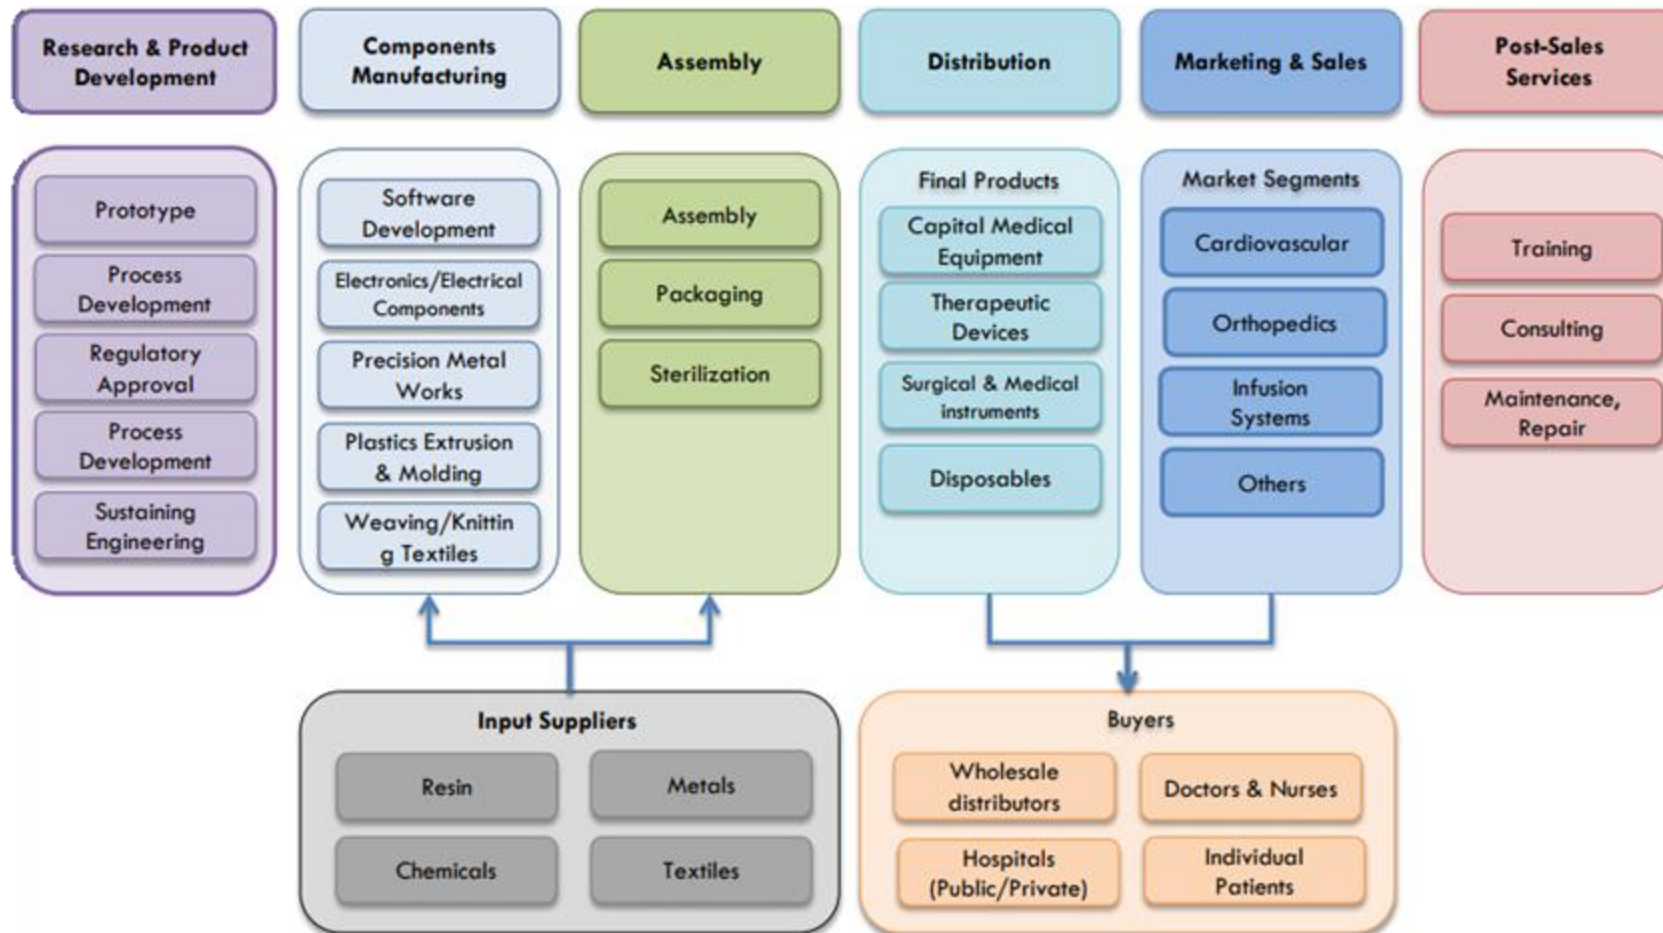 Research & Product
Development
Components
Manufacturing
Assembly
Distribution
Marketing & Sales
Post-Sales
Services
Prototype
Process
Development
Regulatory
Approval
Process
Development
Sustaining
Engineering
Software
Development
Electronics/Electrical
Components
Precision Metal
Works
Plastics Extrusion
& Molding
Weaving/Knittin
g Textiles
Assembly
Packaging
Sterilization
Final Products
Capital Medical
Equipment
Therapeutic
Devices
Surgical & Medical
instruments
Disposables
Market Segments
Cardiovascular
Orthopedics
Infusion
Systems
Others
Training
Consulting
Maintenance,
Repair
Input Suppliers
Resin
Metals
Chemicals
Textiles
Buyers
Wholesale
distributors
Doctors & Nurses
Hospitals
(Public/Private)
Individual
Patients